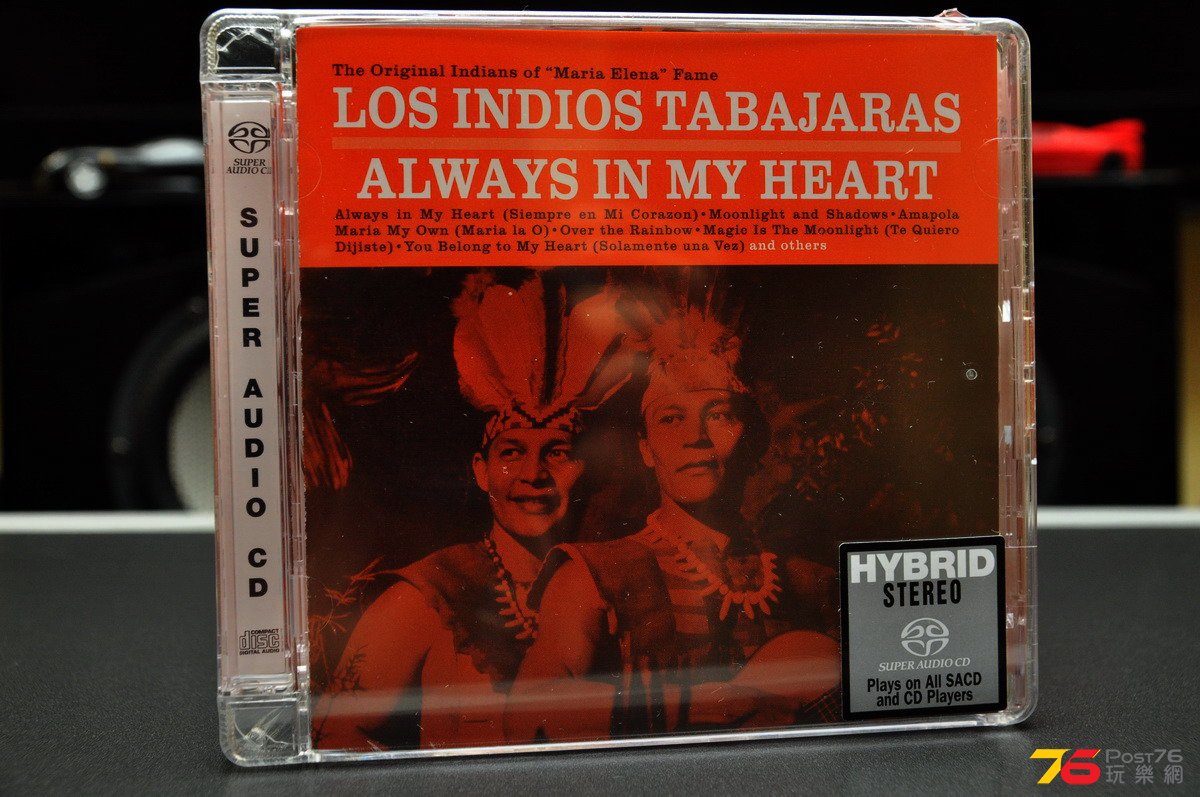 The Original Indians of "Maria Elena" Fame
LOS INDIOS TABAJARAS
ALWAYS IN MY HEART
Always in My Heart (Siempre en Mi Corazon) • Moonlight and Shadows • Amapola
Maria My Own (Maria la O) • Over the Rainbow • Magic Is The Moonlight (Te Quiero
Dijiste) • You Belong to My Heart (Solamente una Vez) and others
SUPER
AUDIO CD
SUPER AUDIO CD
COMPACT
disc
DIGITAL AUDIO
HYBRID
STEREO
SUPER AUDIO CD
Plays on All SACD
and CD Players
76 Post76
玩樂網